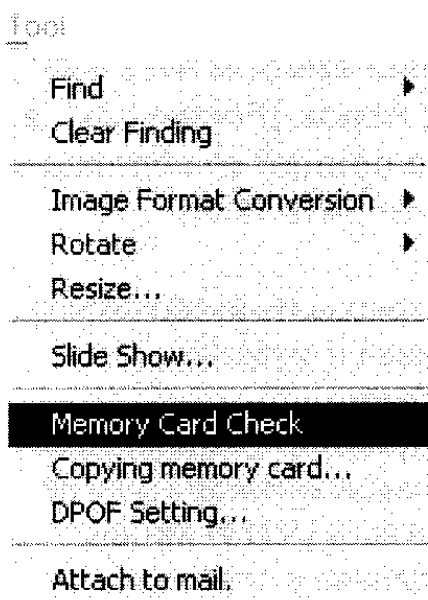 Tool
Find
Clear Finding
Image Format Conversion
Rotate
Resize...
Slide Show...
Memory Card Check
Copying memory card...
DPOF Setting...
Attach to mail.